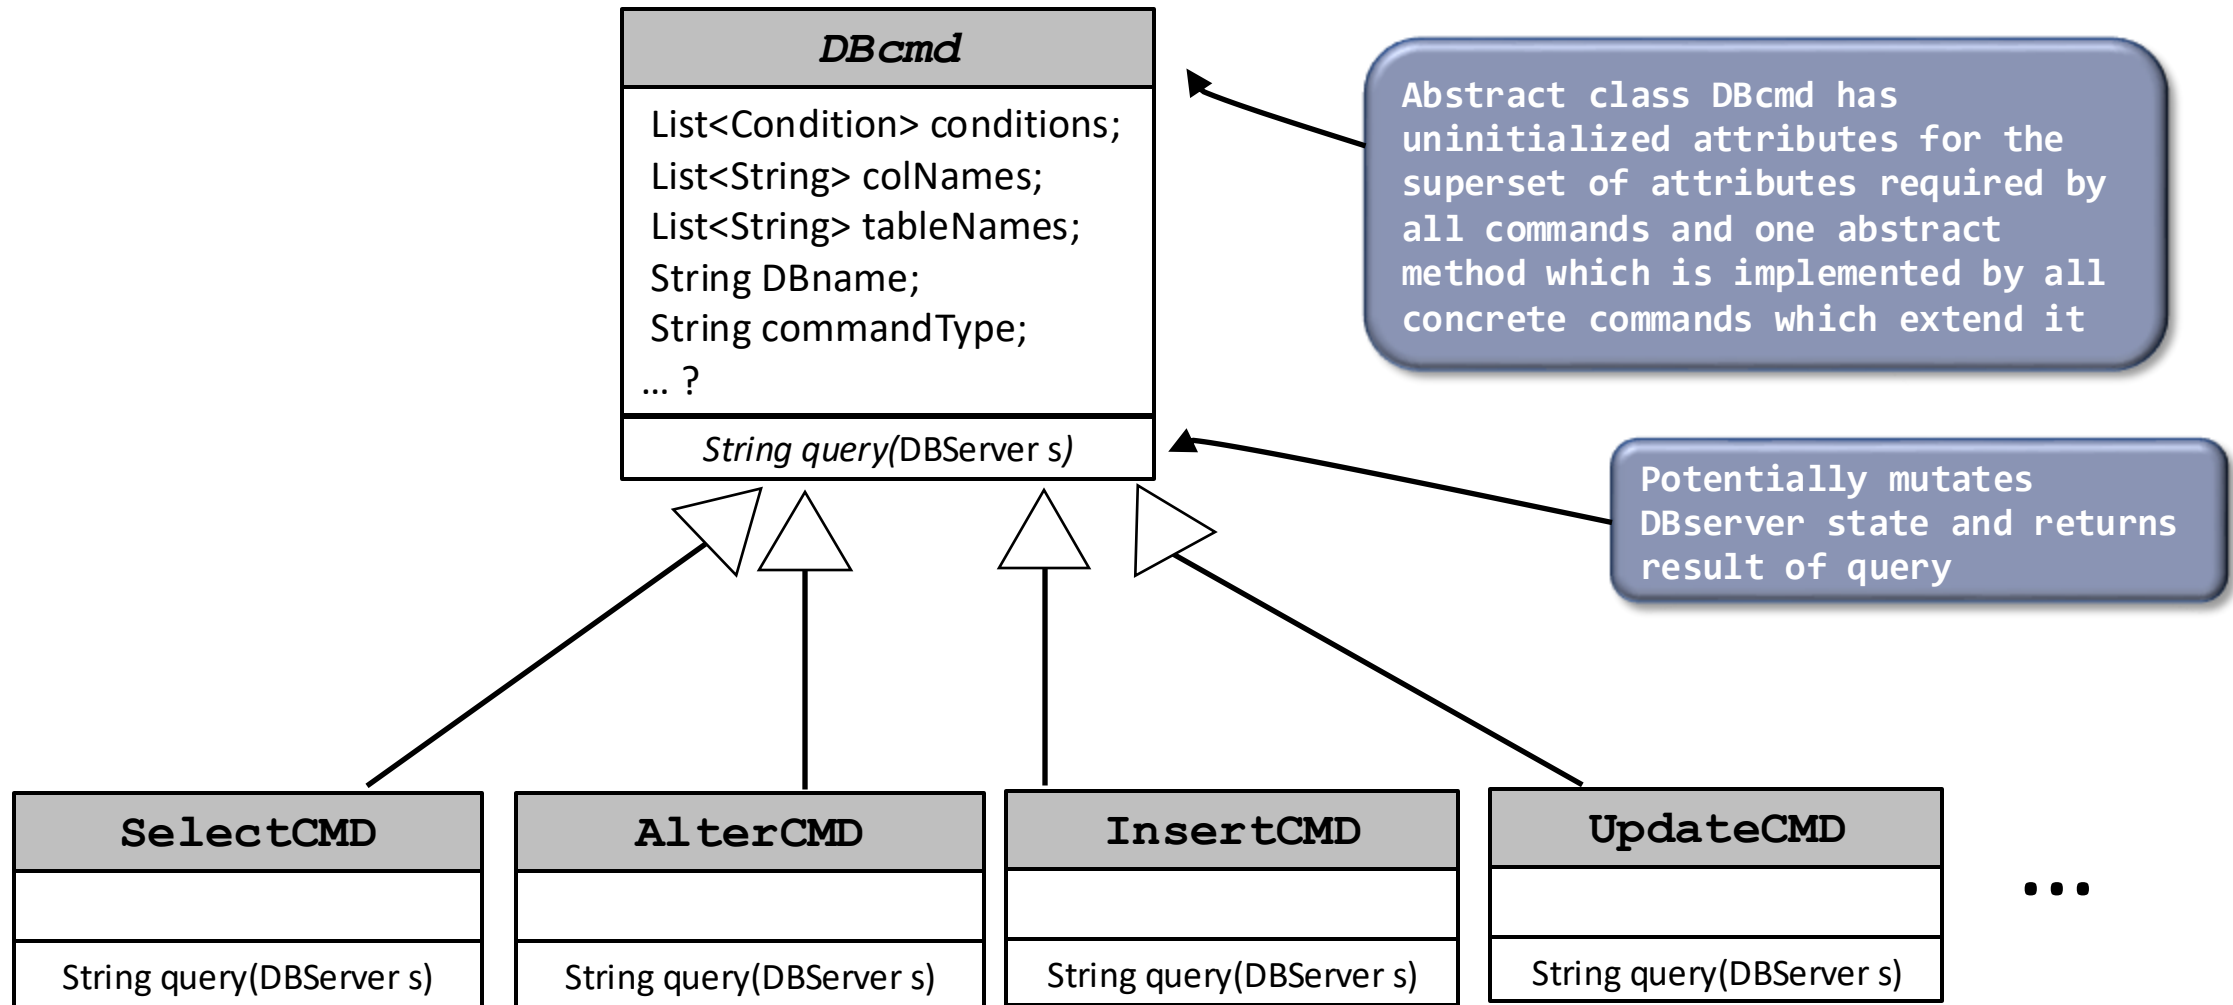 DBcmd
List<Condition> conditions;
List<String> colNames;
List<String> tableNames;
String DBname;
String commandType;
... ?
String query(DBServer s)
Abstract class DBcmd has
uninitialized attributes for the
superset of attributes required by
all commands and one abstract
method which is implemented by all
concrete commands which extend it
Potentially mutates
DBserver state and returns
result of query
SelectCMD
String query(DBServer s)
AlterCMD
String query(DBServer s)
InsertCMD
String query(DBServer s)
UpdateCMD
String query(DBServer s)
...